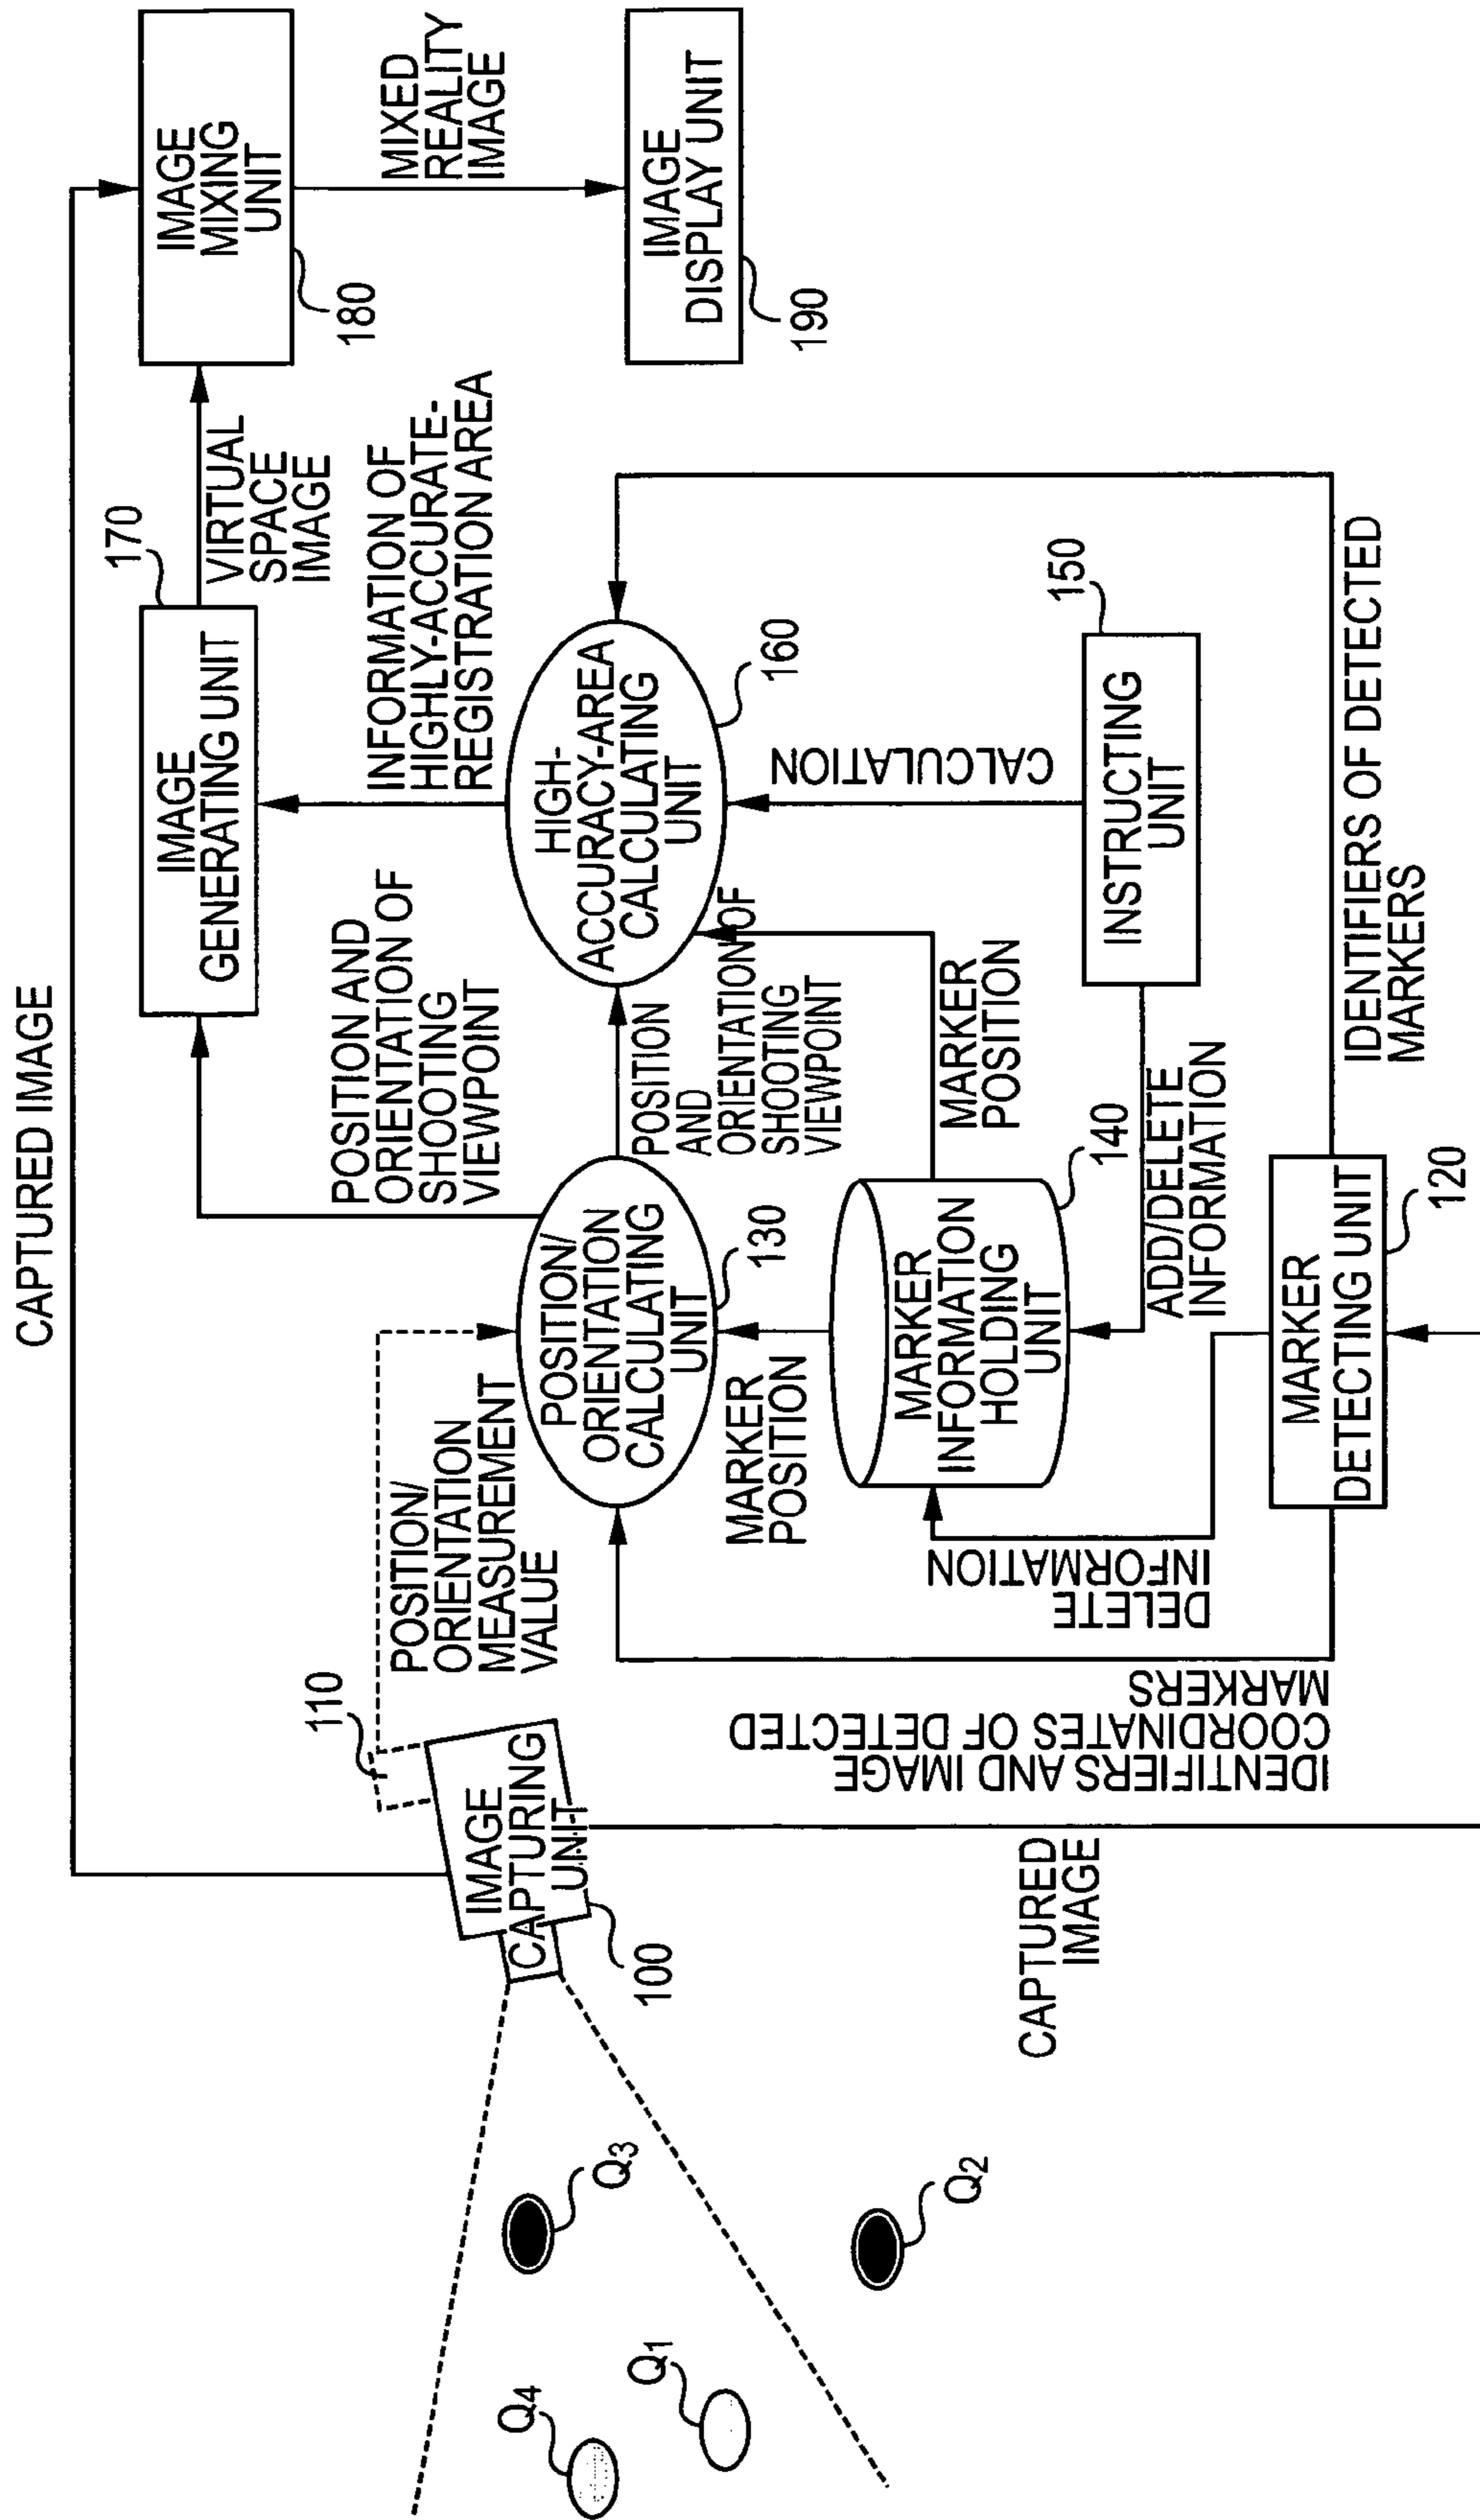 CAPTURED IMAGE
110
POSITION/
ORIENTATION
MEASUREMENT
VALUE
IMAGE
CAPTURING
UNIT
100
Q4
Q1
Q3
Q2
CAPTURED
IMAGE
IDENTIFIERS AND IMAGE
COORDINATES OF DETECTED
MARKERS
DELETE
INFORMATION
POSITION/
ORIENTATION
CALCULATING
UNIT
130
MARKER
POSITION
MARKER
INFORMATION
HOLDING
UNIT
140
MARKER
DETECTING UNIT
120
ADD/DELETE
INFORMATION
MARKER
POSITION
POSITION AND
ORIENTATION OF
SHOOTING
VIEWPOINT
POSITION
AND
ORIENTATION OF
SHOOTING
VIEWPOINT
IMAGE
GENERATING UNIT
170
HIGH-
ACCURACY-AREA
CALCULATING
UNIT
160
CALCULATION
INSTRUCTING
UNIT
150
IDENTIFIERS OF DETECTED
MARKERS
INFORMATION OF
HIGHLY-ACCURATE-
REGISTRATION AREA
VIRTUAL
SPACE
IMAGE
IMAGE
MIXING
UNIT
180
MIXED
REALITY
IMAGE
IMAGE
DISPLAY UNIT
190